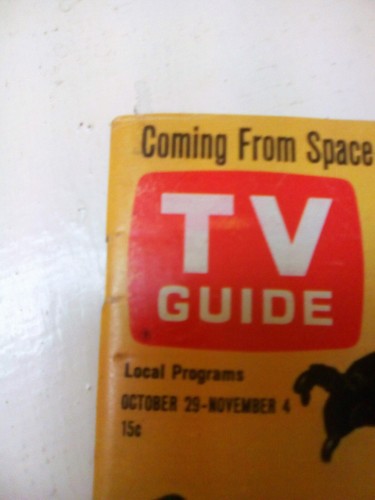 Coming From Space
TV
GUIDE
Local Programs
OCTOBER 29-NOVEMBER 4
15c